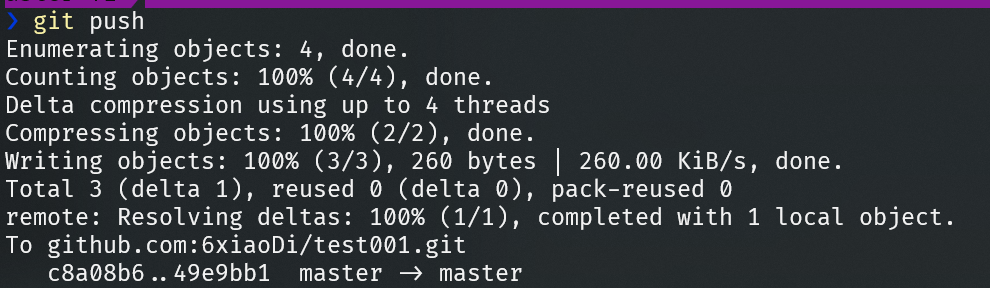 ❯ git push
Enumerating objects: 4, done.
Counting objects: 100% (4/4), done.
Delta compression using up to 4 threads
Compressing objects: 100% (2/2), done.
Writing objects: 100% (3/3), 260 bytes | 260.00 KiB/s, done.
Total 3 (delta 1), reused 0 (delta 0), pack-reused 0
remote: Resolving deltas: 100% (1/1), completed with 1 local object.
To github.com:6xiaoDi/test001.git
   c8a08b6..49e9bb1  master -> master